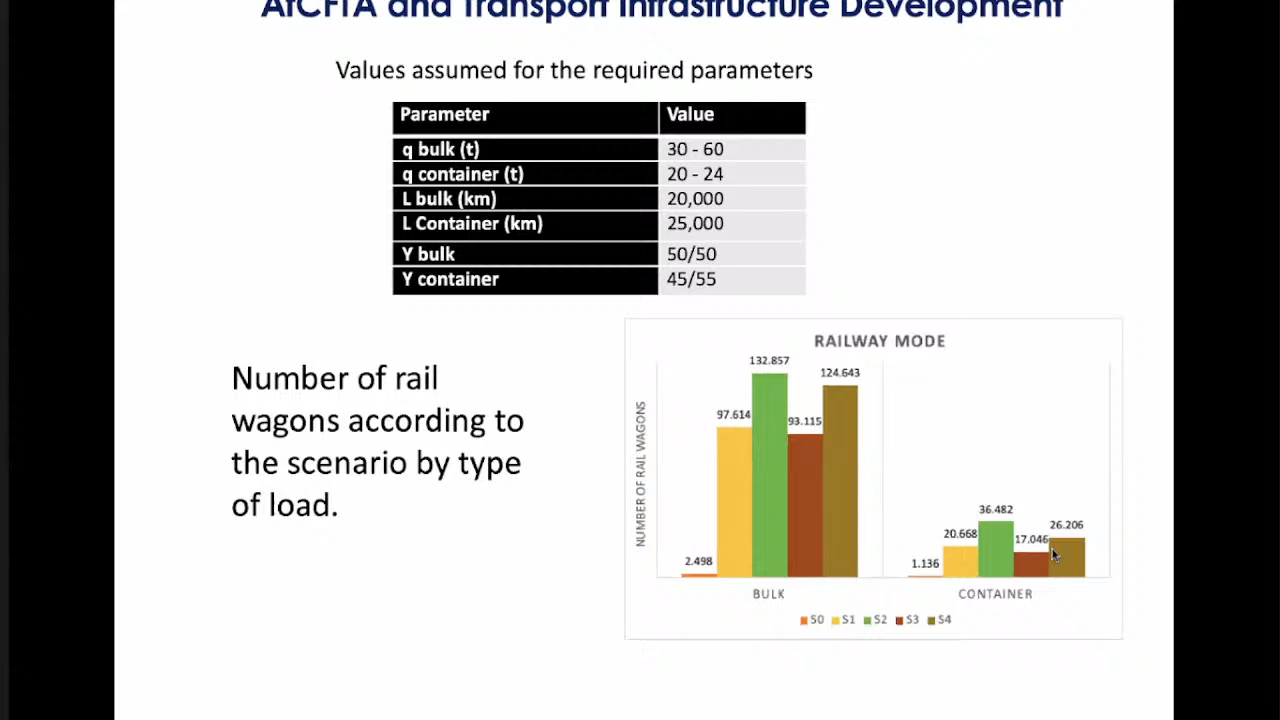 AfCFTA and Transport Infrastructure Development
Values assumed for the required parameters
Parameter Value
q bulk (t) 30 - 60
q container (t) 20 - 24
L bulk (km) 20,000
L Container (km) 25,000
Y bulk 50/50
Y container 45/55
Number of rail
wagons according to
the scenario by type
of load.
RAILWAY MODE
NUMBER OF RAIL WAGONS
2.498
97.614
132.857
93.115
124.643
1.136
20.668
36.482
17.046
26.206
BULK CONTAINER
S0 S1 S2 S3 S4